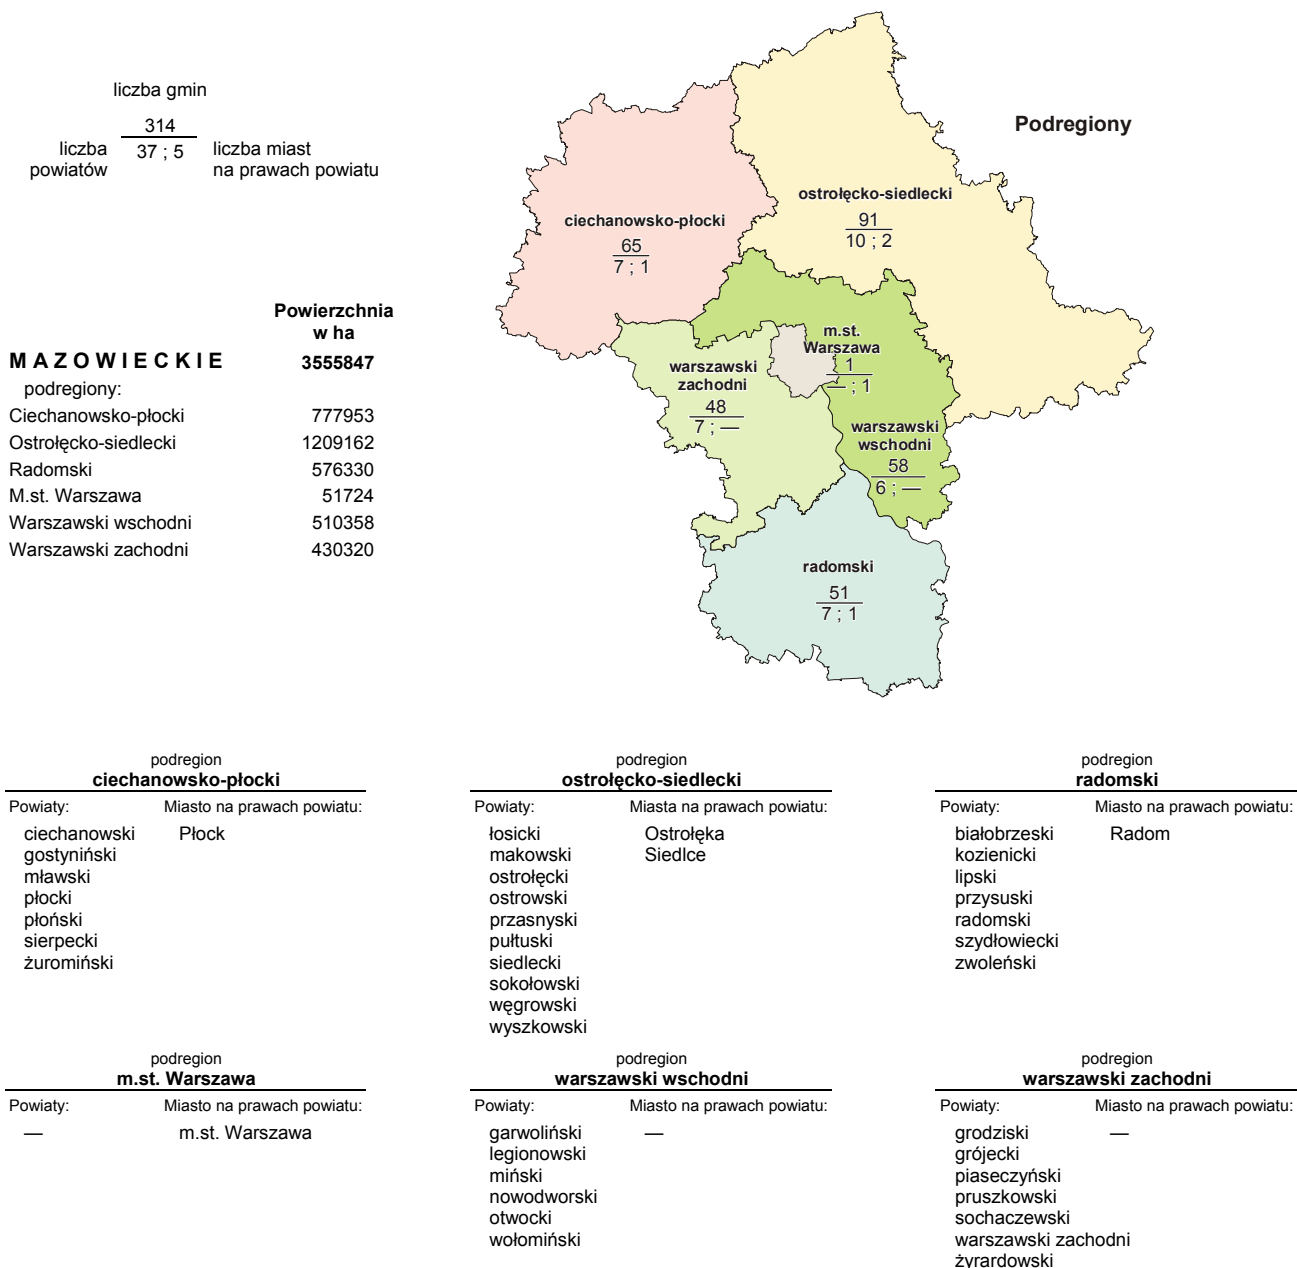 liczba gmin
314
liczba powiatów
37 ; 5
liczba miast
na prawach powiatu
Podregiony
ciechanowsko-płocki
65
7 ; 1
ostrołęcko-siedlecki
91
10 ; 2
m.st.
Warszawa
1
— ; 1
warszawski
zachodni
48
7 ; —
warszawski
wschodni
58
6 ; —
radomski
51
7 ; 1
Powierzchnia
w ha
MAZOWIECKIE 3555847
podregiony:
Ciechanowsko-płocki 777953
Ostrołęcko-siedlecki 1209162
Radomski 576330
M.st. Warszawa 51724
Warszawski wschodni 510358
Warszawski zachodni 430320
podregion
ciechanowsko-płocki
Powiaty: Miasto na prawach powiatu:
ciechanowski Płock
gostyniński
mławski
płocki
płoński
sierpecki
żuromiński
podregion
ostrołęcko-siedlecki
Powiaty: Miasta na prawach powiatu:
łosicki Ostrołęka
makowski Siedlce
ostrołęcki
ostrowski
przasnyski
pułtuski
siedlecki
sokołowski
węgrowski
wyszkowski
podregion
radomski
Powiaty: Miasto na prawach powiatu:
białobrzeski Radom
kozienicki
lipski
przysuski
radomski
szydłowiecki
zwoleński
podregion
m.st. Warszawa
Powiaty: Miasto na prawach powiatu:
— m.st. Warszawa
podregion
warszawski wschodni
Powiaty: Miasto na prawach powiatu:
garwoliński —
legionowski
miński
nowodworski
otwocki
wołomiński
podregion
warszawski zachodni
Powiaty: Miasto na prawach powiatu:
grodziski —
grójecki
piaseczyński
pruszkowski
sochaczewski
warszawski zachodni
żyrardowski